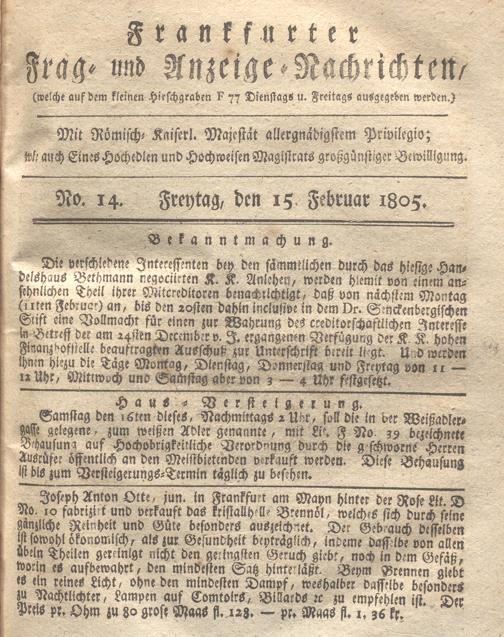 Frankfurter
Frag- und Anzeige-Nachrichten,
(welche auf dem kleinen Hirschgraben F 77 Dienstags u. Freitags ausgegeben werden.)
Mit Römisch-Kaiserl. Majestät allergnädigstem Privilegio;
wie auch Eines Hochedlen und Hochweisen Magistrats großgünstiger Bewilligung.
No. 14. Freytag, den 15 Februar 1805.
Bekanntmachung.
Die verschiedene Interessenten bey den sämmtlichen durch das hiesige Han-
delshaus Bethmann negociirten K. K. Anlehen, werden hiemit von einem an-
sehnlichen Theil ihrer Mitcreditoren benachrichtigt, daß von nächstem Montag
(11ten Februar) an, bis den 20sten dahin inclusive in dem Dr. Senckenbergischen
Stift eine Vollmacht für einen zur Wahrung des creditorschaftlichen Interesse
in Betreff der am 24sten December v. J. ergangenen Verfügung der K. K. hohen
Finanzhofstelle beauftragten Ausschuß zur Unterschrift bereit liegt. Und werden
Ihnen hiezu die Täge Montag, Dienstag, Donnerstag und Freytag von 11 —
12 Uhr, Mittwoch und Samstag aber von 3 — 4 Uhr festgesetzt.
Haus-Versteigerung.
Samstag den 16ten dieses, Nachmittags 2 Uhr, soll die in der Weißadler-
gasse gelegene, zum weißen Adler genannte, mit Lit. F No. 39 bezeichnete
Behausung auf Hochobrigkeitliche Verordnung durch die geschworne Herren
Ausrüfer öffentlich an den Meistbietenden verkauft werden. Diese Behausung
ist bis zum Versteigerungs-Termin täglich zu besehen.
Joseph Anton Otte, jun. in Frankfurt am Mayn hinter der Rose Lit. D
No. 10 fabrizirt und verkauft das kristallhelle Brennöl, welches sich durch seine
gänzliche Reinheit und Güte besonders auszeichnet. Der Gebrauch desselben
ist sowohl ökonomisch, als zur Gesundheit beyträglich, indeme dasselbe von allen
übeln Theilen gereinigt nicht den geringsten Geruch giebt, noch in dem Gefäß,
worin es aufbewahrt, den mindesten Satz hinterläßt. Beym Brennen giebt
es ein reines Licht, ohne den mindesten Dampf, weshalber dasselbe besonders
zu Nachtlichter, Lampen auf Comtoirs, Billards ꝛc zu empfehlen ist. Der
Preis pr. Ohm zu 80 grose Maas fl. 128. — pr. Maas fl. 1. 36 kr.